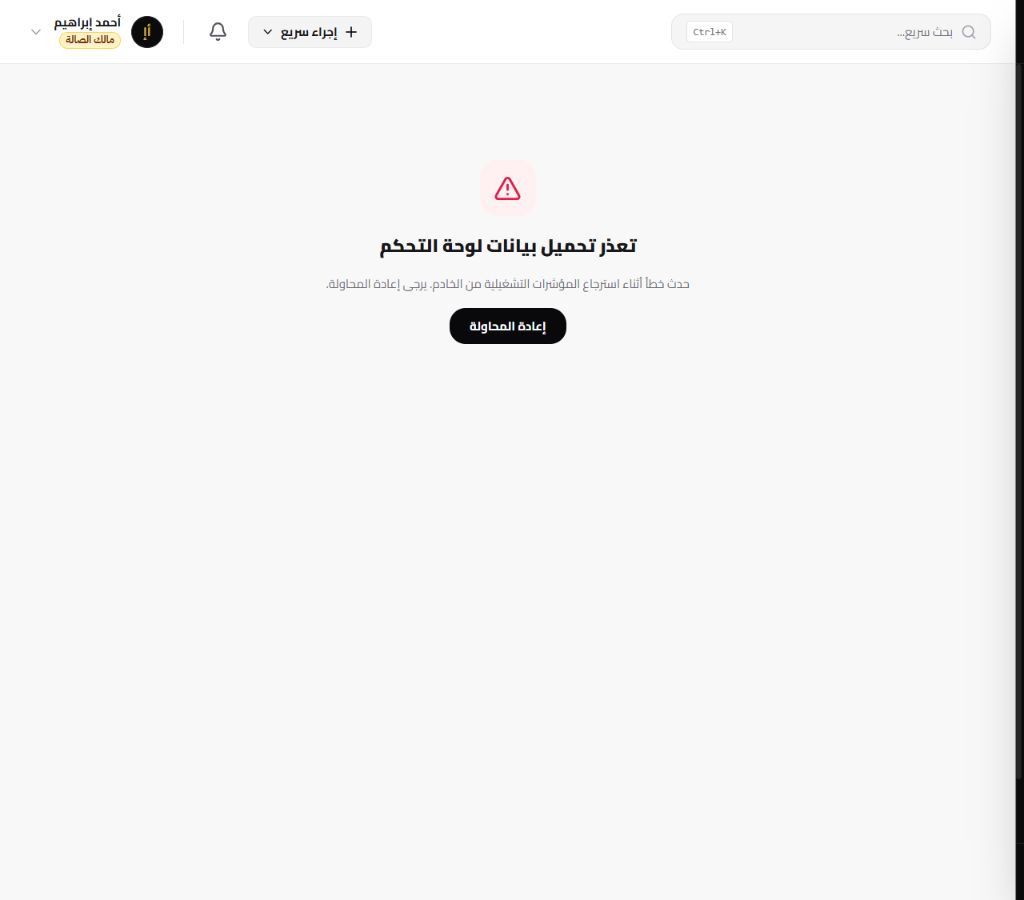 بحث سريع...
Ctrl+K
إجراء سريع
أإ
أحمد إبراهيم
مالك الصالة
تعذر تحميل بيانات لوحة التحكم
حدث خطأ أثناء استرجاع المؤشرات التشغيلية من الخادم. يرجى إعادة المحاولة.
إعادة المحاولة